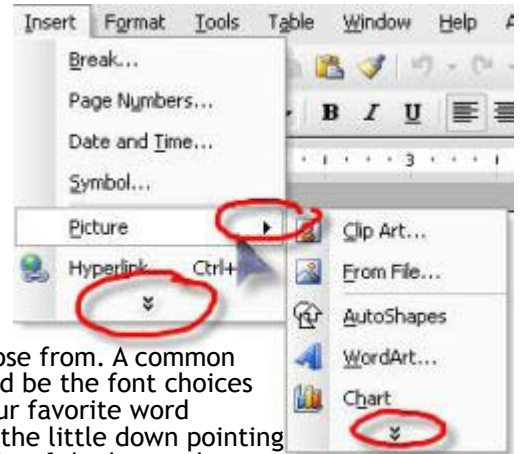 Insert Format Tools Table Window Help A
Break...
Page Numbers...
B I U
Date and Time...
3
Symbol...
Picture
Hyperlink... Ctrl+
Clip Art...
From File...
AutoShapes
WordArt...
Chart
ose from. A common
d be the font choices
ur favorite word
the little down pointing